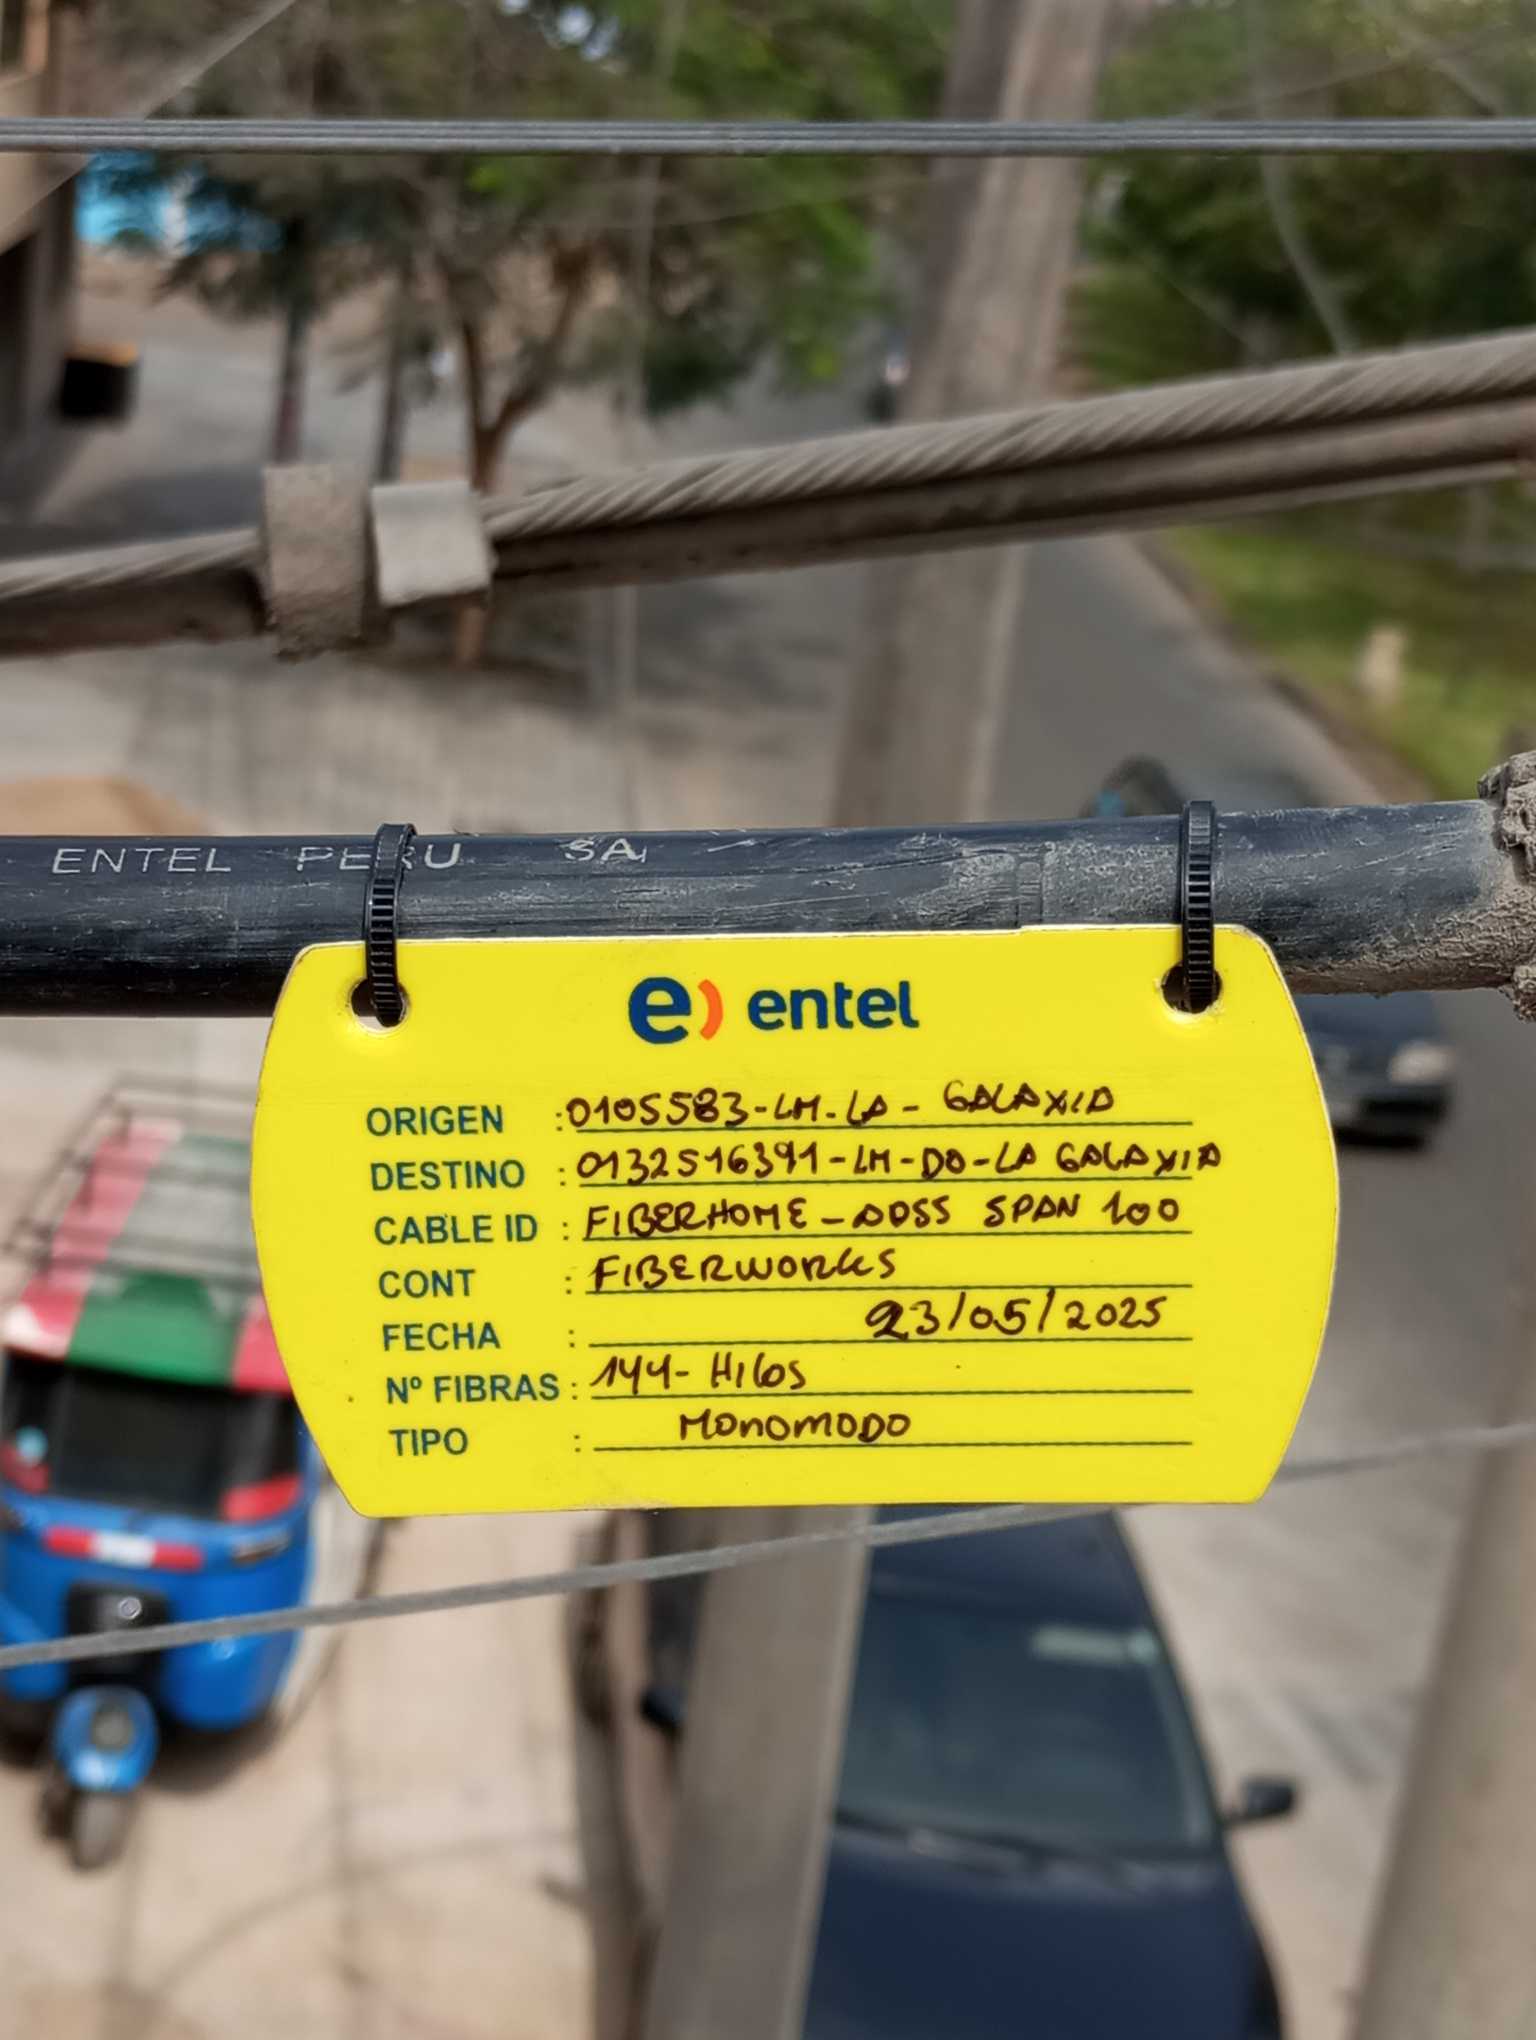 ENTEL PERU SA
e) entel
ORIGEN : 0105583-LM-LA-GALAXIA
DESTINO : 0132516391-LM-DO-LA GALAXIA
CABLE ID : FIBERHOME-ADSS SPAN 100
CONT : FIBERWORKS
FECHA : 23/05/2025
Nº FIBRAS : 144-Hilos
TIPO : MONOMODO